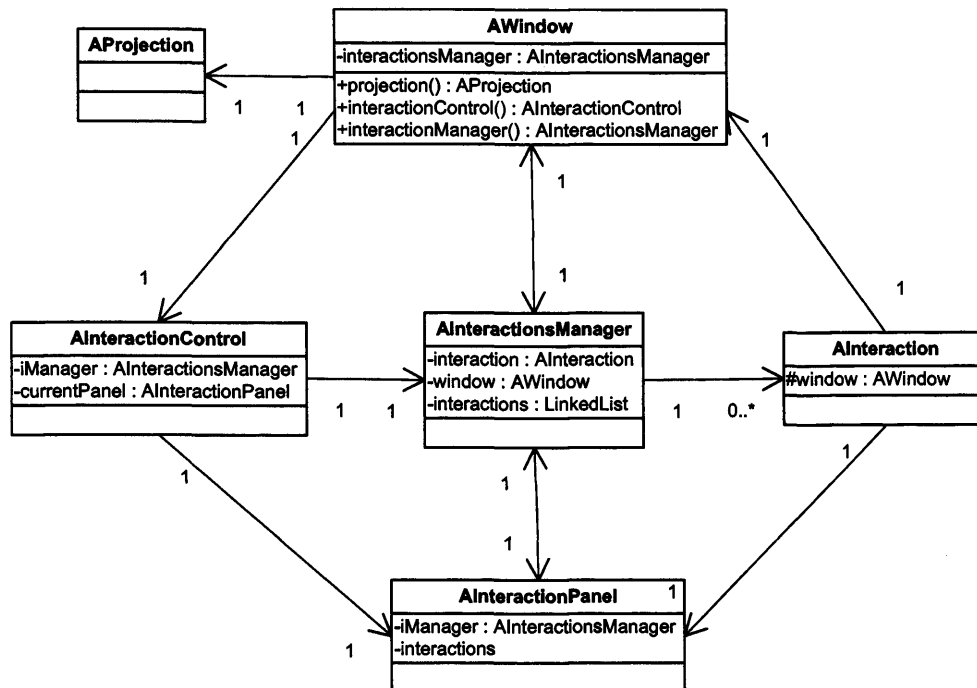 AWindow
-interactionsManager : AInteractionsManager
+projection() : AProjection
+interactionControl() : AInteractionControl
+interactionManager() : AInteractionsManager
AProjection
1
1
1
1
1
1
1
1
AInteractionControl
-iManager : AInteractionsManager
-currentPanel : AInteractionPanel
AInteractionsManager
-interaction : AInteraction
-window : AWindow
-interactions : LinkedList
AInteraction
#window : AWindow
1
1
1
0..*
1
1
1
1
AInteractionPanel
1
-iManager : AInteractionsManager
-interactions
1